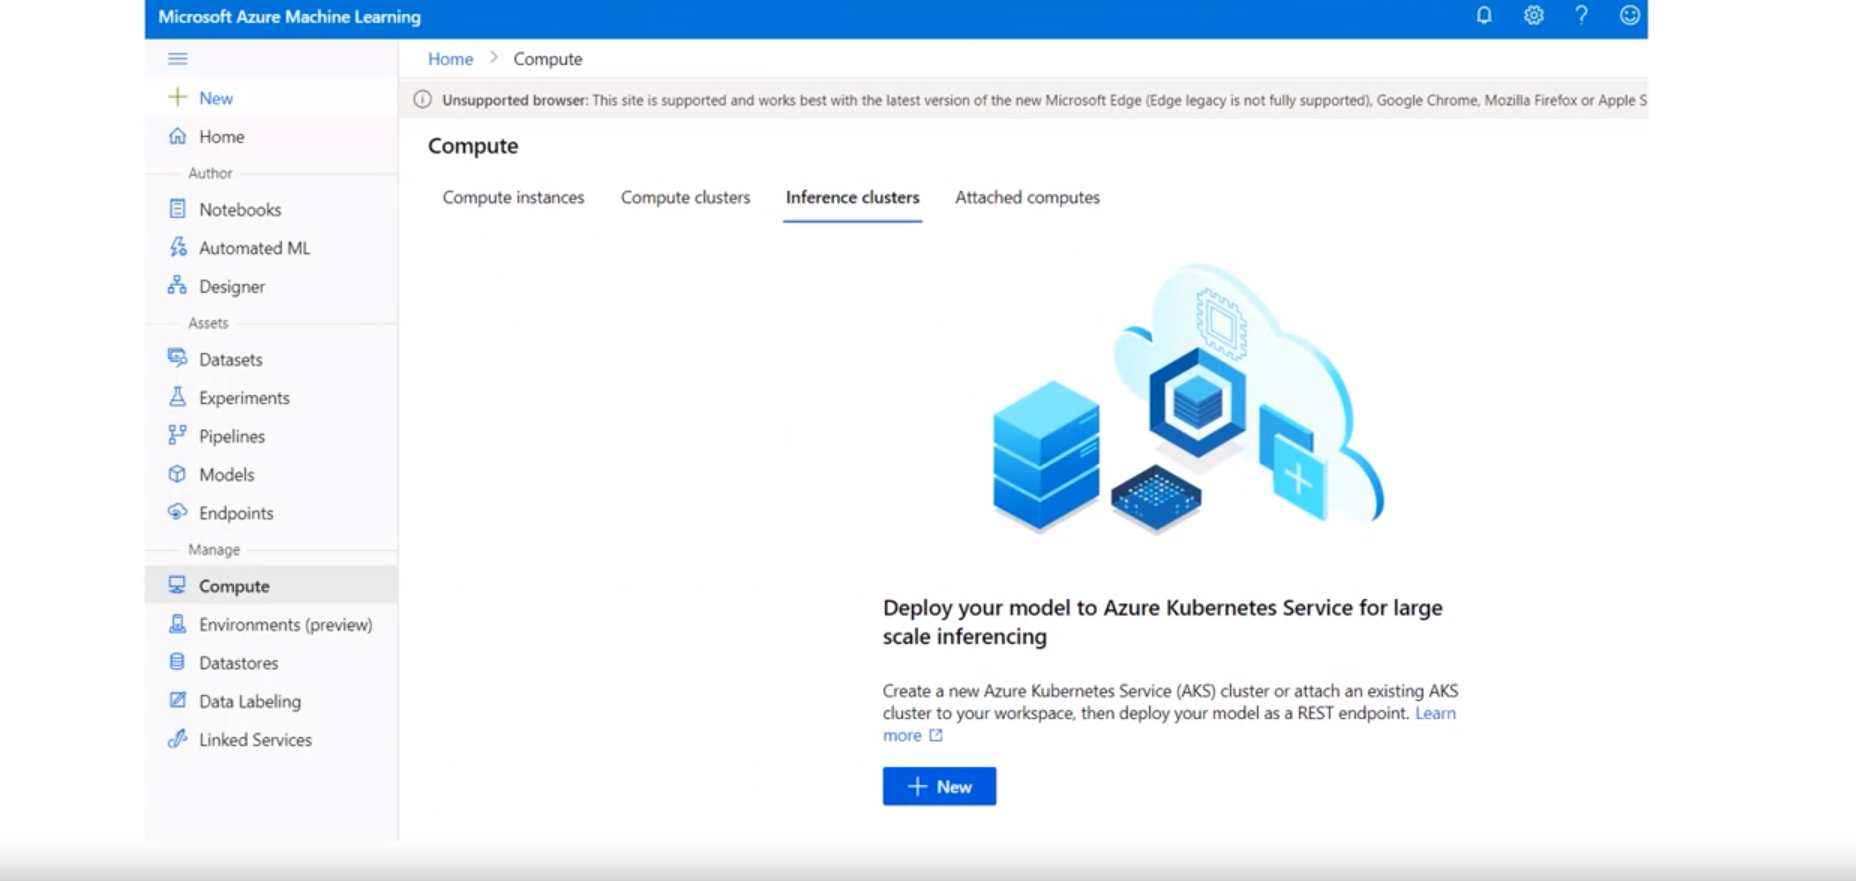 Microsoft Azure Machine Learning
Home > Compute
New
Unsupported browser: This site is supported and works best with the latest version of the new Microsoft Edge (Edge legacy is not fully supported), Google Chrome, Mozilla Firefox or Apple S
Home
Author
Notebooks
Automated ML
Designer
Assets
Datasets
Experiments
Pipelines
Models
Endpoints
Manage
Compute
Environments (preview)
Datastores
Data Labeling
Linked Services
Compute
Compute instances Compute clusters Inference clusters Attached computes
Deploy your model to Azure Kubernetes Service for large
scale inferencing
Create a new Azure Kubernetes Service (AKS) cluster or attach an existing AKS
cluster to your workspace, then deploy your model as a REST endpoint. Learn
more
+ New